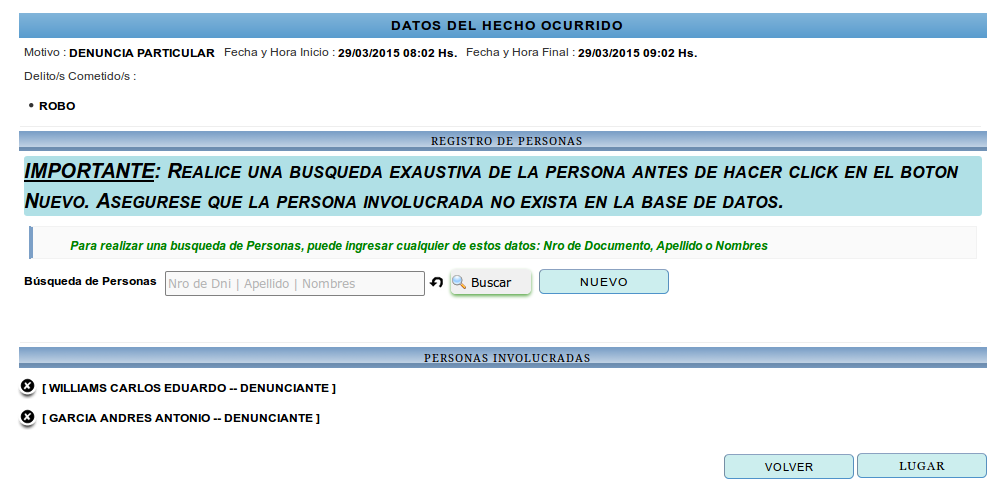 DATOS DEL HECHO OCURRIDO
Motivo : DENUNCIA PARTICULAR Fecha y Hora Inicio : 29/03/2015 08:02 Hs. Fecha y Hora Final : 29/03/2015 09:02 Hs.
Delito/s Cometido/s :
• ROBO
REGISTRO DE PERSONAS
IMPORTANTE: REALICE UNA BUSQUEDA EXAUSTIVA DE LA PERSONA ANTES DE HACER CLICK EN EL BOTON
NUEVO. ASEGURESE QUE LA PERSONA INVOLUCRADA NO EXISTA EN LA BASE DE DATOS.
Para realizar una busqueda de Personas, puede ingresar cualquier de estos datos: Nro de Documento, Apellido o Nombres
Búsqueda de Personas Nro de Dni | Apellido | Nombres Buscar NUEVO
PERSONAS INVOLUCRADAS
[ WILLIAMS CARLOS EDUARDO -- DENUNCIANTE ]
[ GARCIA ANDRES ANTONIO -- DENUNCIANTE ]
VOLVER LUGAR